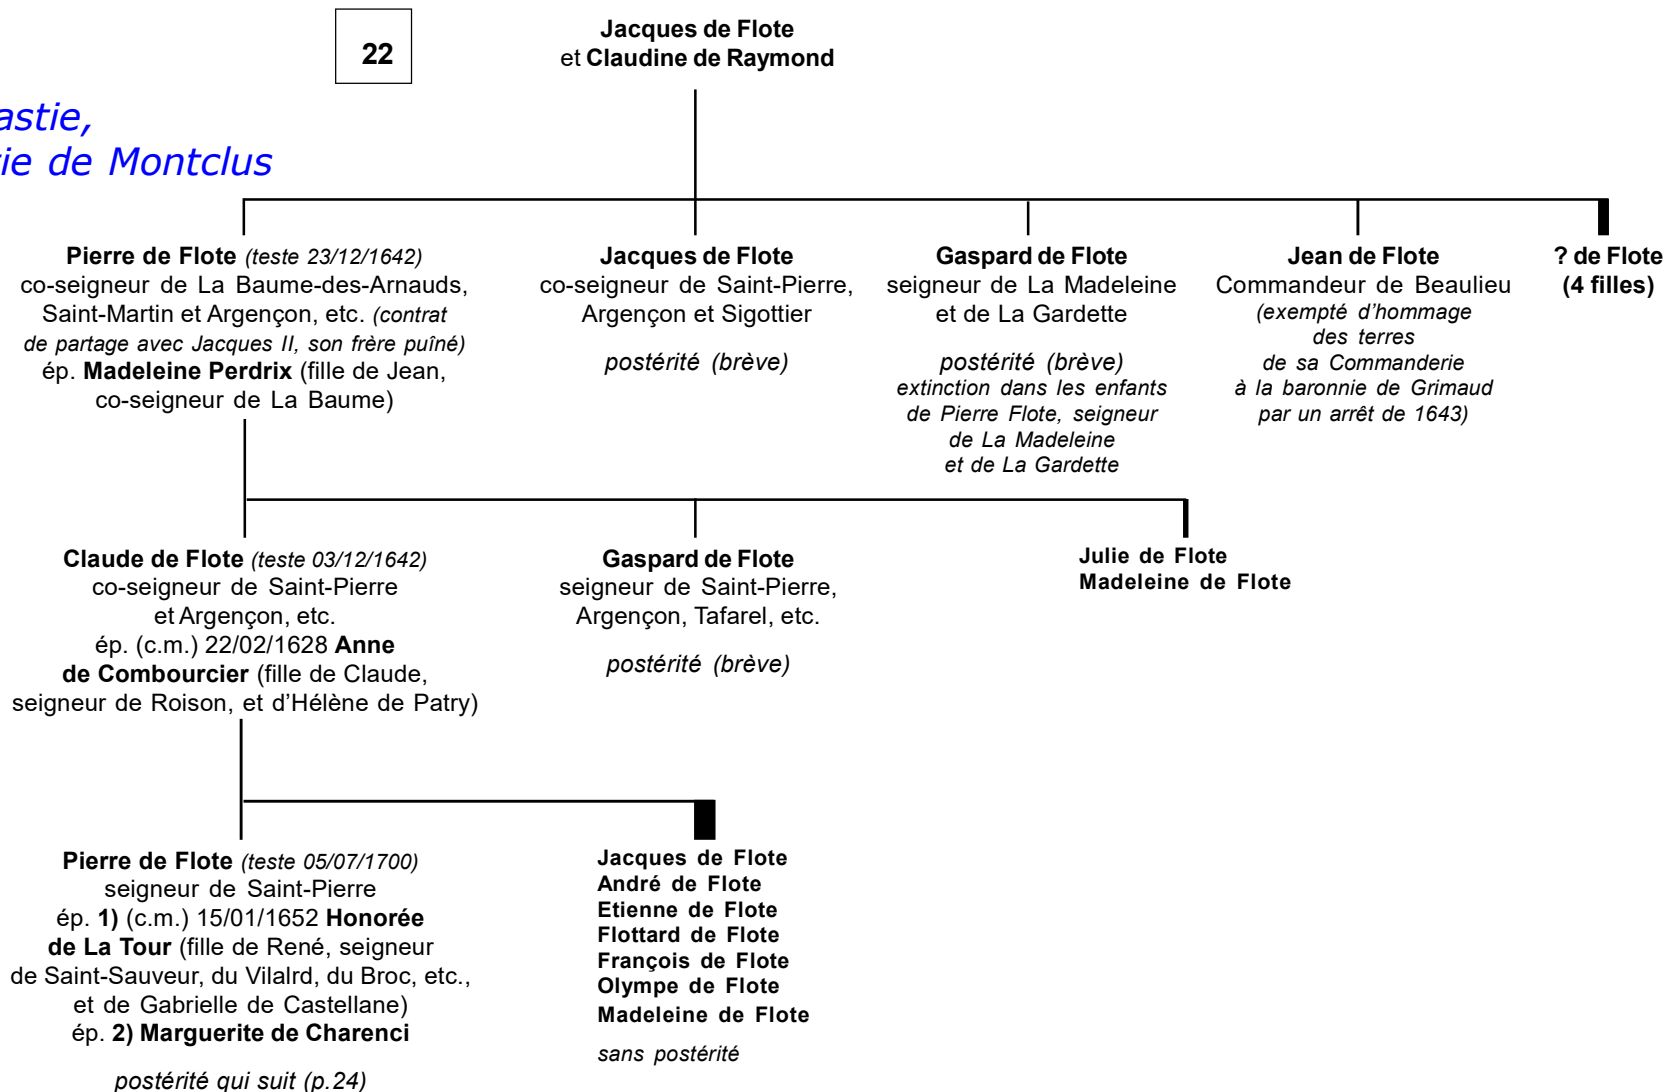 22
Jacques de Flote
et Claudine de Raymond
astie,
ie de Montclus
Pierre de Flote (teste 23/12/1642)
co-seigneur de La Baume-des-Arnauds,
Saint-Martin et Argençon, etc. (contrat
de partage avec Jacques II, son frère puîné)
ép. Madeleine Perdrix (fille de Jean,
co-seigneur de La Baume)
Jacques de Flote
co-seigneur de Saint-Pierre,
Argençon et Sigottier
postérité (brève)
Gaspard de Flote
seigneur de La Madeleine
et de La Gardette
postérité (brève)
extinction dans les enfants
de Pierre Flote, seigneur
de La Madeleine
et de La Gardette
Jean de Flote
Commandeur de Beaulieu
(exempté d'hommage
des terres
de sa Commanderie
à la baronnie de Grimaud
par un arrêt de 1643)
? de Flote
(4 filles)
Claude de Flote (teste 03/12/1642)
co-seigneur de Saint-Pierre
et Argençon, etc.
ép. (c.m.) 22/02/1628 Anne
de Combourcier (fille de Claude,
seigneur de Roison, et d'Hélène de Patry)
Gaspard de Flote
seigneur de Saint-Pierre,
Argençon, Tafarel, etc.
postérité (brève)
Julie de Flote
Madeleine de Flote
Pierre de Flote (teste 05/07/1700)
seigneur de Saint-Pierre
ép. 1) (c.m.) 15/01/1652 Honorée
de La Tour (fille de René, seigneur
de Saint-Sauveur, du Vilalrd, du Broc, etc.,
et de Gabrielle de Castellane)
ép. 2) Marguerite de Charenci
postérité qui suit (p.24)
Jacques de Flote
André de Flote
Etienne de Flote
Flottard de Flote
François de Flote
Olympe de Flote
Madeleine de Flote
sans postérité